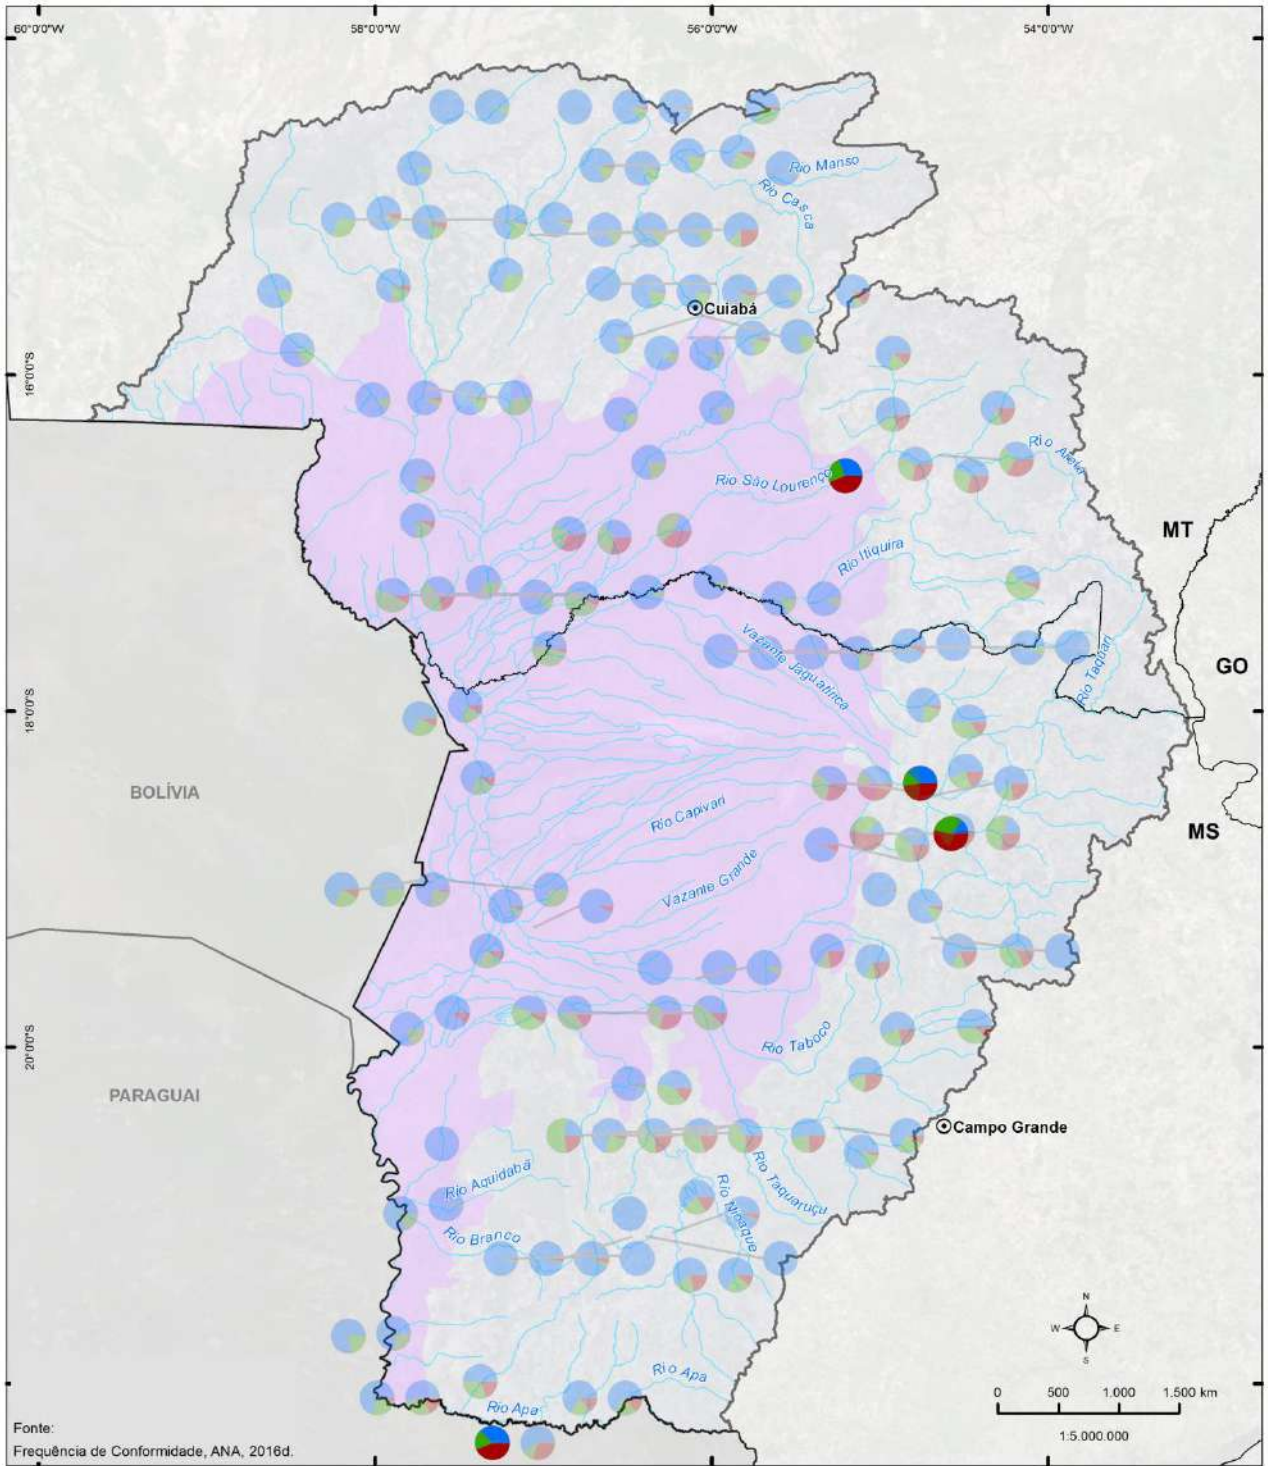 60°0'0"W
58°0'0"W
56°0'0"W
54°0'0"W
Rio Manso
Rio Casca
Cuiabá
16°0'0"S
Rio Areia
Rio São Lourenço
MT
Rio Itiquira
Vazante Jaguatirica
GO
Rio Taquari
18°0'0"S
BOLÍVIA
Rio Capivari
MS
Vazante Grande
20°0'0"S
Rio Taboco
PARAGUAI
Campo Grande
Rio Aquidabã
Rio Taquaruçu
Rio Nioaque
Rio Branco
N
W
E
S
Rio Apa
0 500 1.000 1.500 km
Rio Apa
Fonte:
1:5.000.000
Frequência de Conformidade, ANA, 2016d.